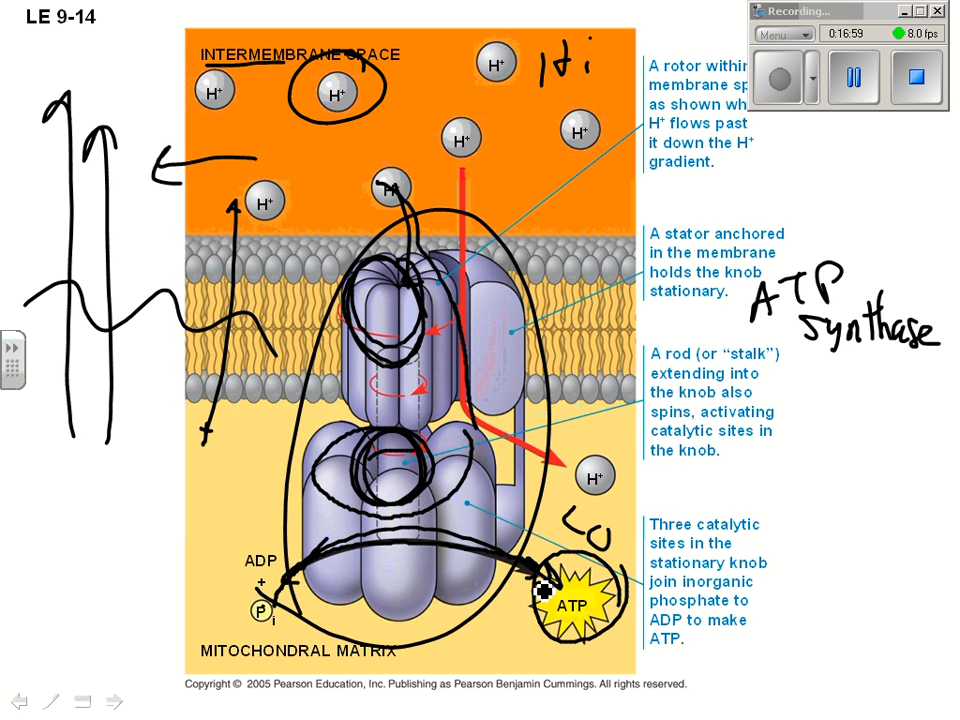 LE 9-14
Recording...
Menu
0:16:59
8.0 fps
INTERMEMBRANE SPACE
H+
H+
H+
Hi
H+
H+
H+
H+
A rotor within
membrane
as shown
H+ flows past
it down the H+
gradient.
A stator anchored
in the membrane
holds the knob
stationary.
ATP
synthase
A rod (or “stalk”)
extending into
the knob also
spins, activating
catalytic sites in
the knob.
H+
Lo
Three catalytic
sites in the
stationary knob
join inorganic
phosphate to
ADP to make
ATP.
ADP
+
P i
ATP
MITOCHONDRAL MATRIX
Copyright © 2005 Pearson Education, Inc. Publishing as Pearson Benjamin Cummings. All rights reserved.